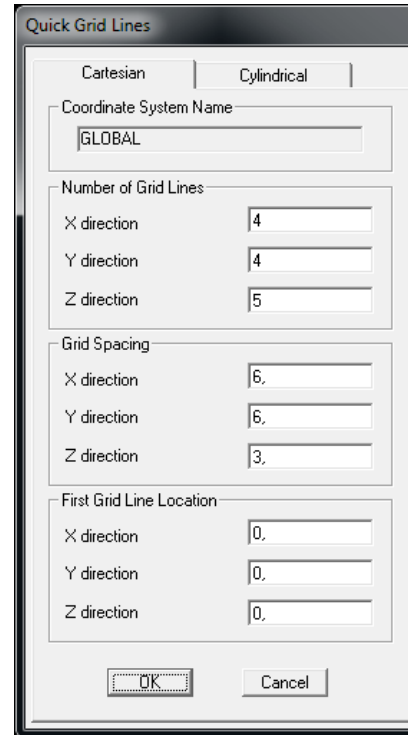 Quick Grid Lines
Cartesian Cylindrical
Coordinate System Name
GLOBAL
Number of Grid Lines
X direction 4
Y direction 4
Z direction 5
Grid Spacing
X direction 6,
Y direction 6,
Z direction 3,
First Grid Line Location
X direction 0,
Y direction 0,
Z direction 0,
OK Cancel